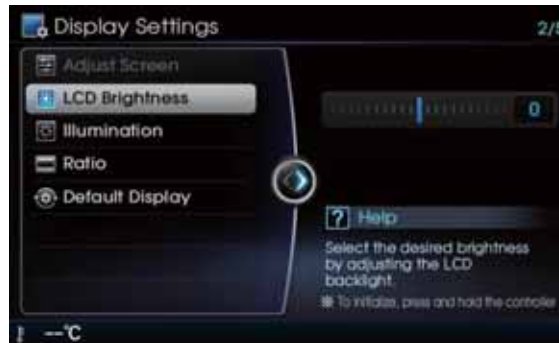 Display Settings
2/5
Adjust Screen
LCD Brightness
Illumination
Ratio
Default Display
0
? Help
Select the desired brightness
by adjusting the LCD
backlight.
※ To initialize, press and hold the controller
--°C